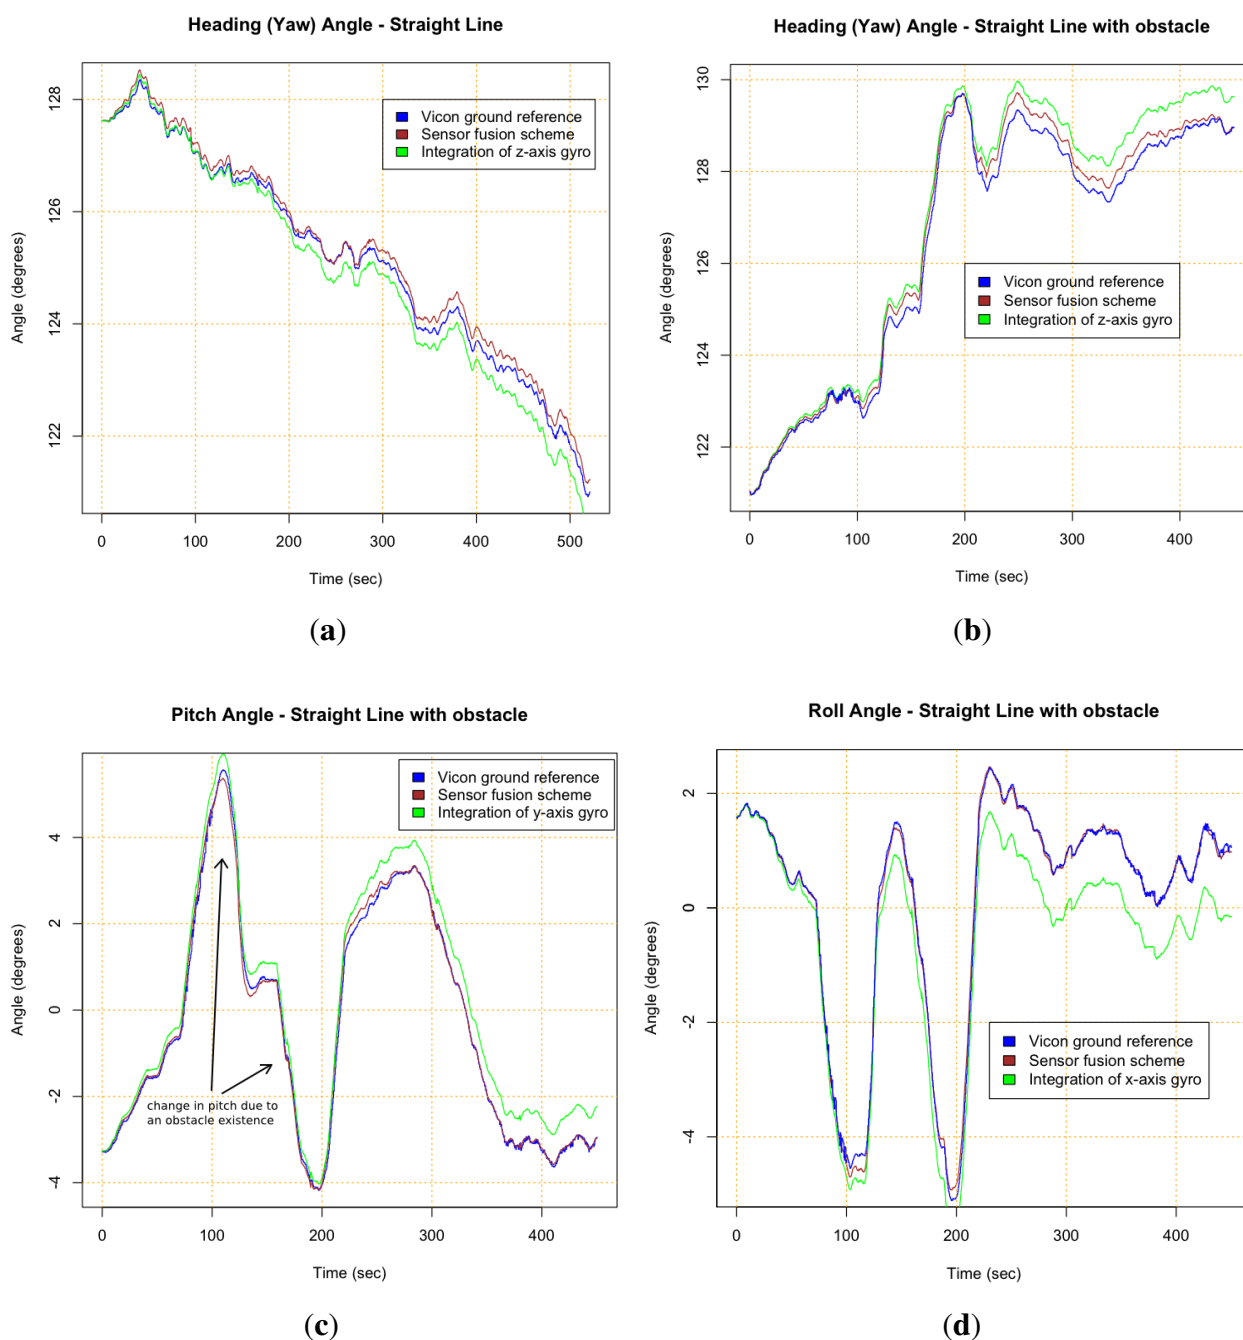 Heading (Yaw) Angle - Straight Line
Angle (degrees)
128
126
124
122
Vicon ground reference
Sensor fusion scheme
Integration of z-axis gyro
0 100 200 300 400 500
Time (sec)
(a)
Heading (Yaw) Angle - Straight Line with obstacle
Angle (degrees)
130
128
126
124
122
Vicon ground reference
Sensor fusion scheme
Integration of z-axis gyro
0 100 200 300 400
Time (sec)
(b)
Pitch Angle - Straight Line with obstacle
Angle (degrees)
4
2
0
-2
-4
Vicon ground reference
Sensor fusion scheme
Integration of y-axis gyro
change in pitch due to
an obstacle existence
0 100 200 300 400
Time (sec)
(c)
Roll Angle - Straight Line with obstacle
Angle (degrees)
2
0
-2
-4
Vicon ground reference
Sensor fusion scheme
Integration of x-axis gyro
0 100 200 300 400
Time (sec)
(d)